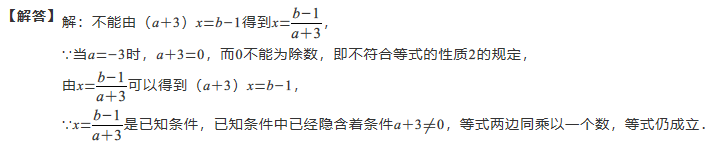 【解答】解：不能由（a+3）x=b−1得到x=\frac{b−1}{a+3}，
∵当a=−3时，a+3=0，而0不能为除数，即不符合等式的性质2的规定，
由x=\frac{b−1}{a+3}可以得到（a+3）x=b−1，
∵x=\frac{b−1}{a+3}是已知条件，已知条件中已经隐含着条件a+3≠0，等式两边同乘以一个数，等式仍成立．